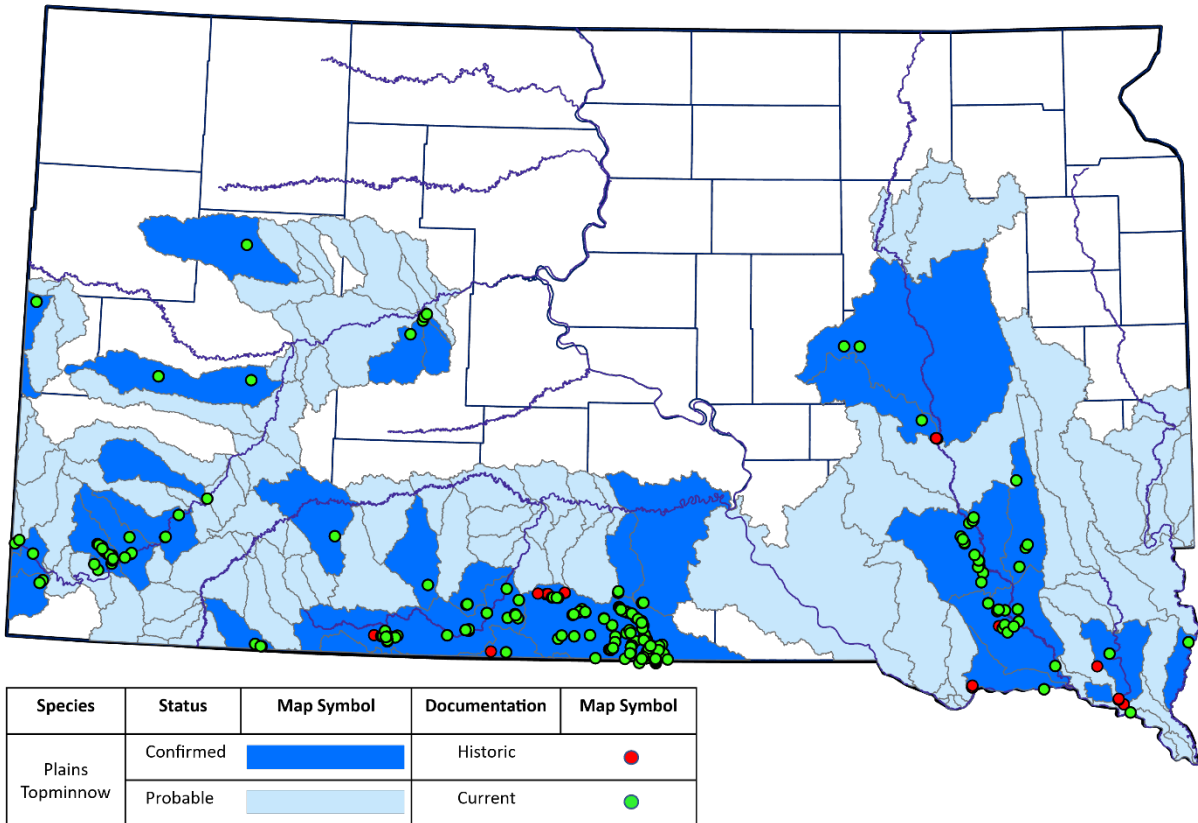 Species Status Map Symbol Documentation Map Symbol
Plains
Topminnow
Confirmed Historic
Probable Current